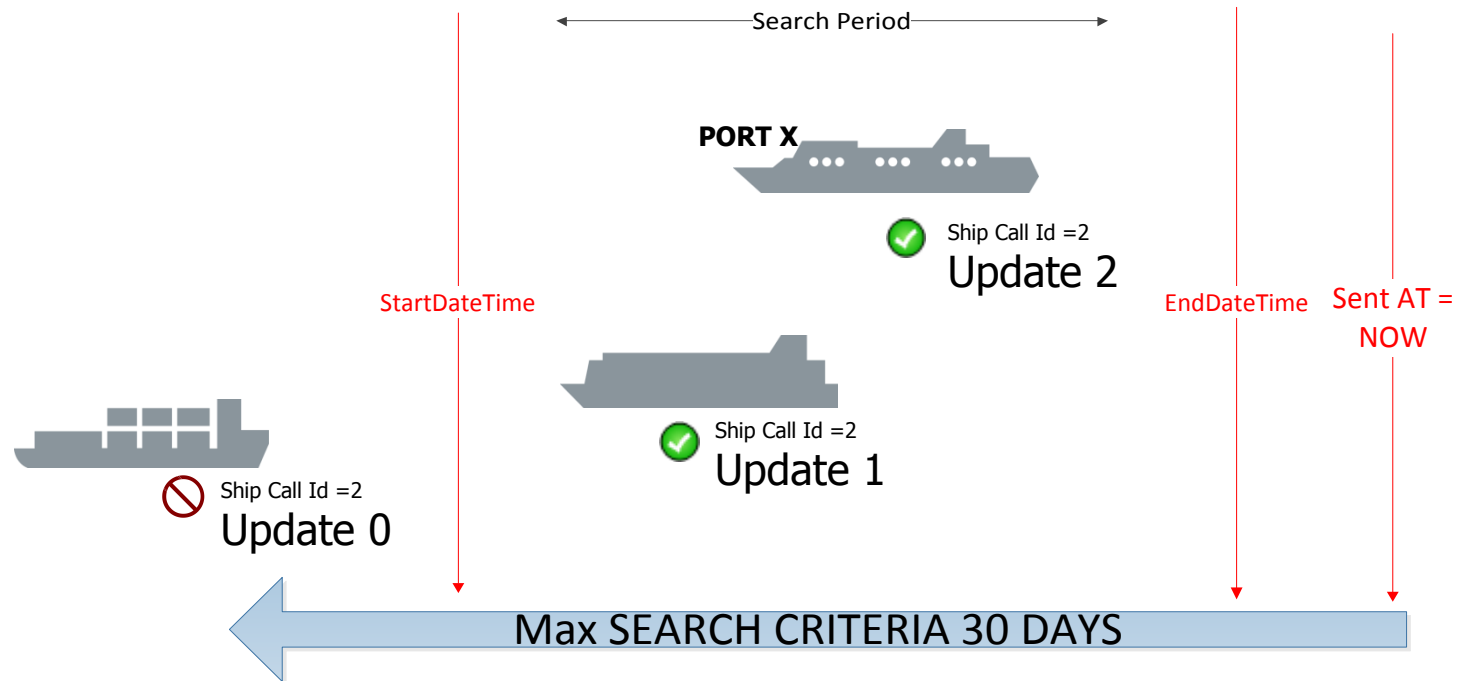 Search Period
PORT X
Ship Call Id =2
Update 2
StartDateTime
EndDateTime
Sent AT =
NOW
Ship Call Id =2
Update 1
Ship Call Id =2
Update 0
Max SEARCH CRITERIA 30 DAYS